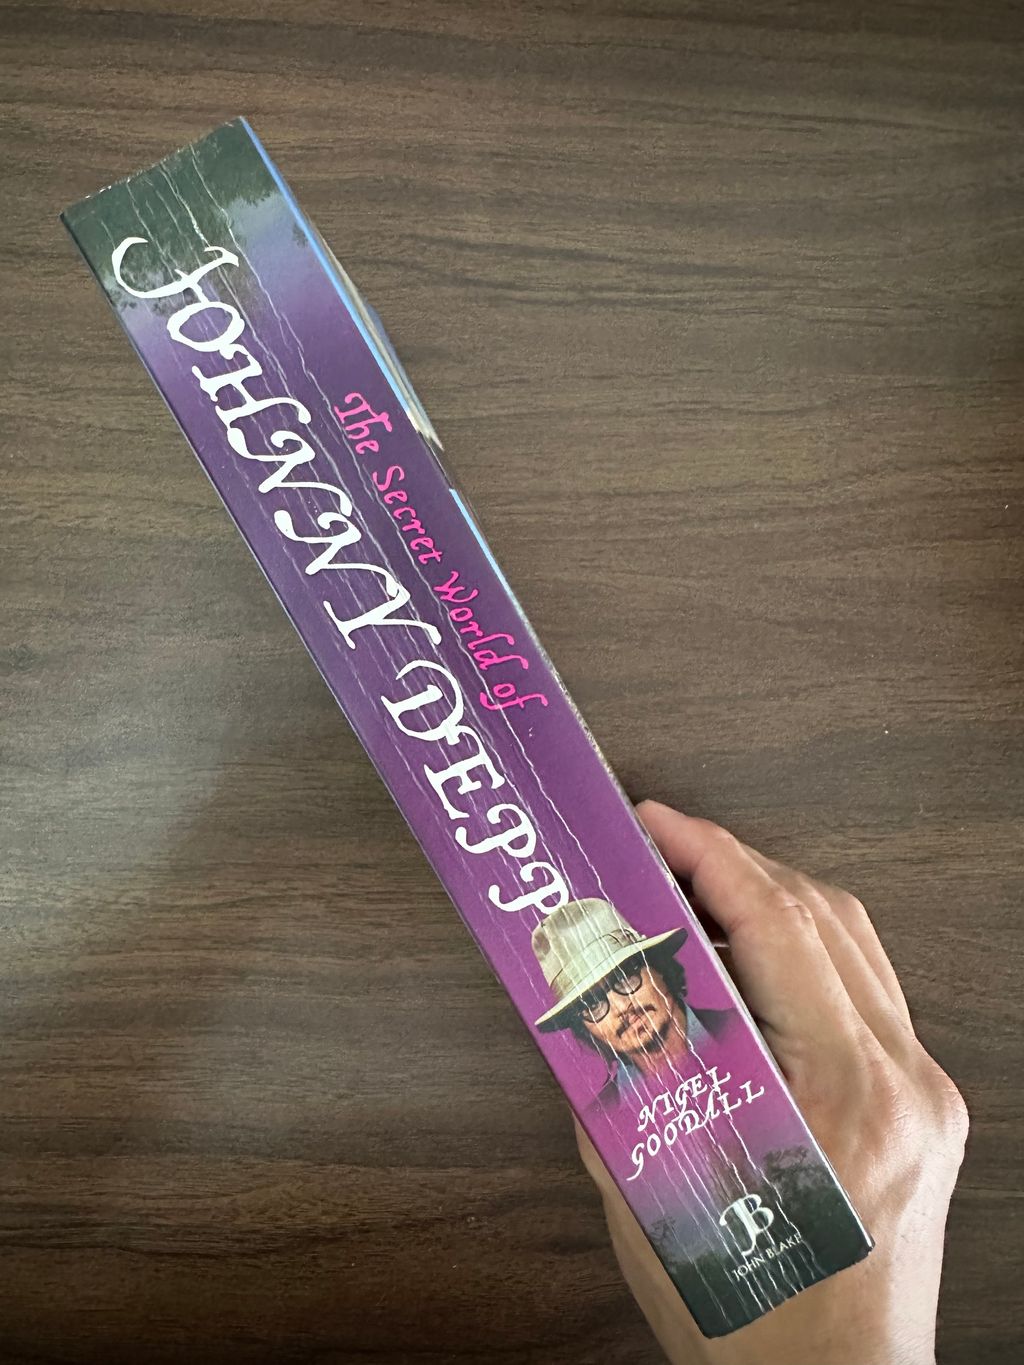 The Secret World of
JOHNNY DEPP
NIGEL
GOODALL
JB
JOHN BLAKE